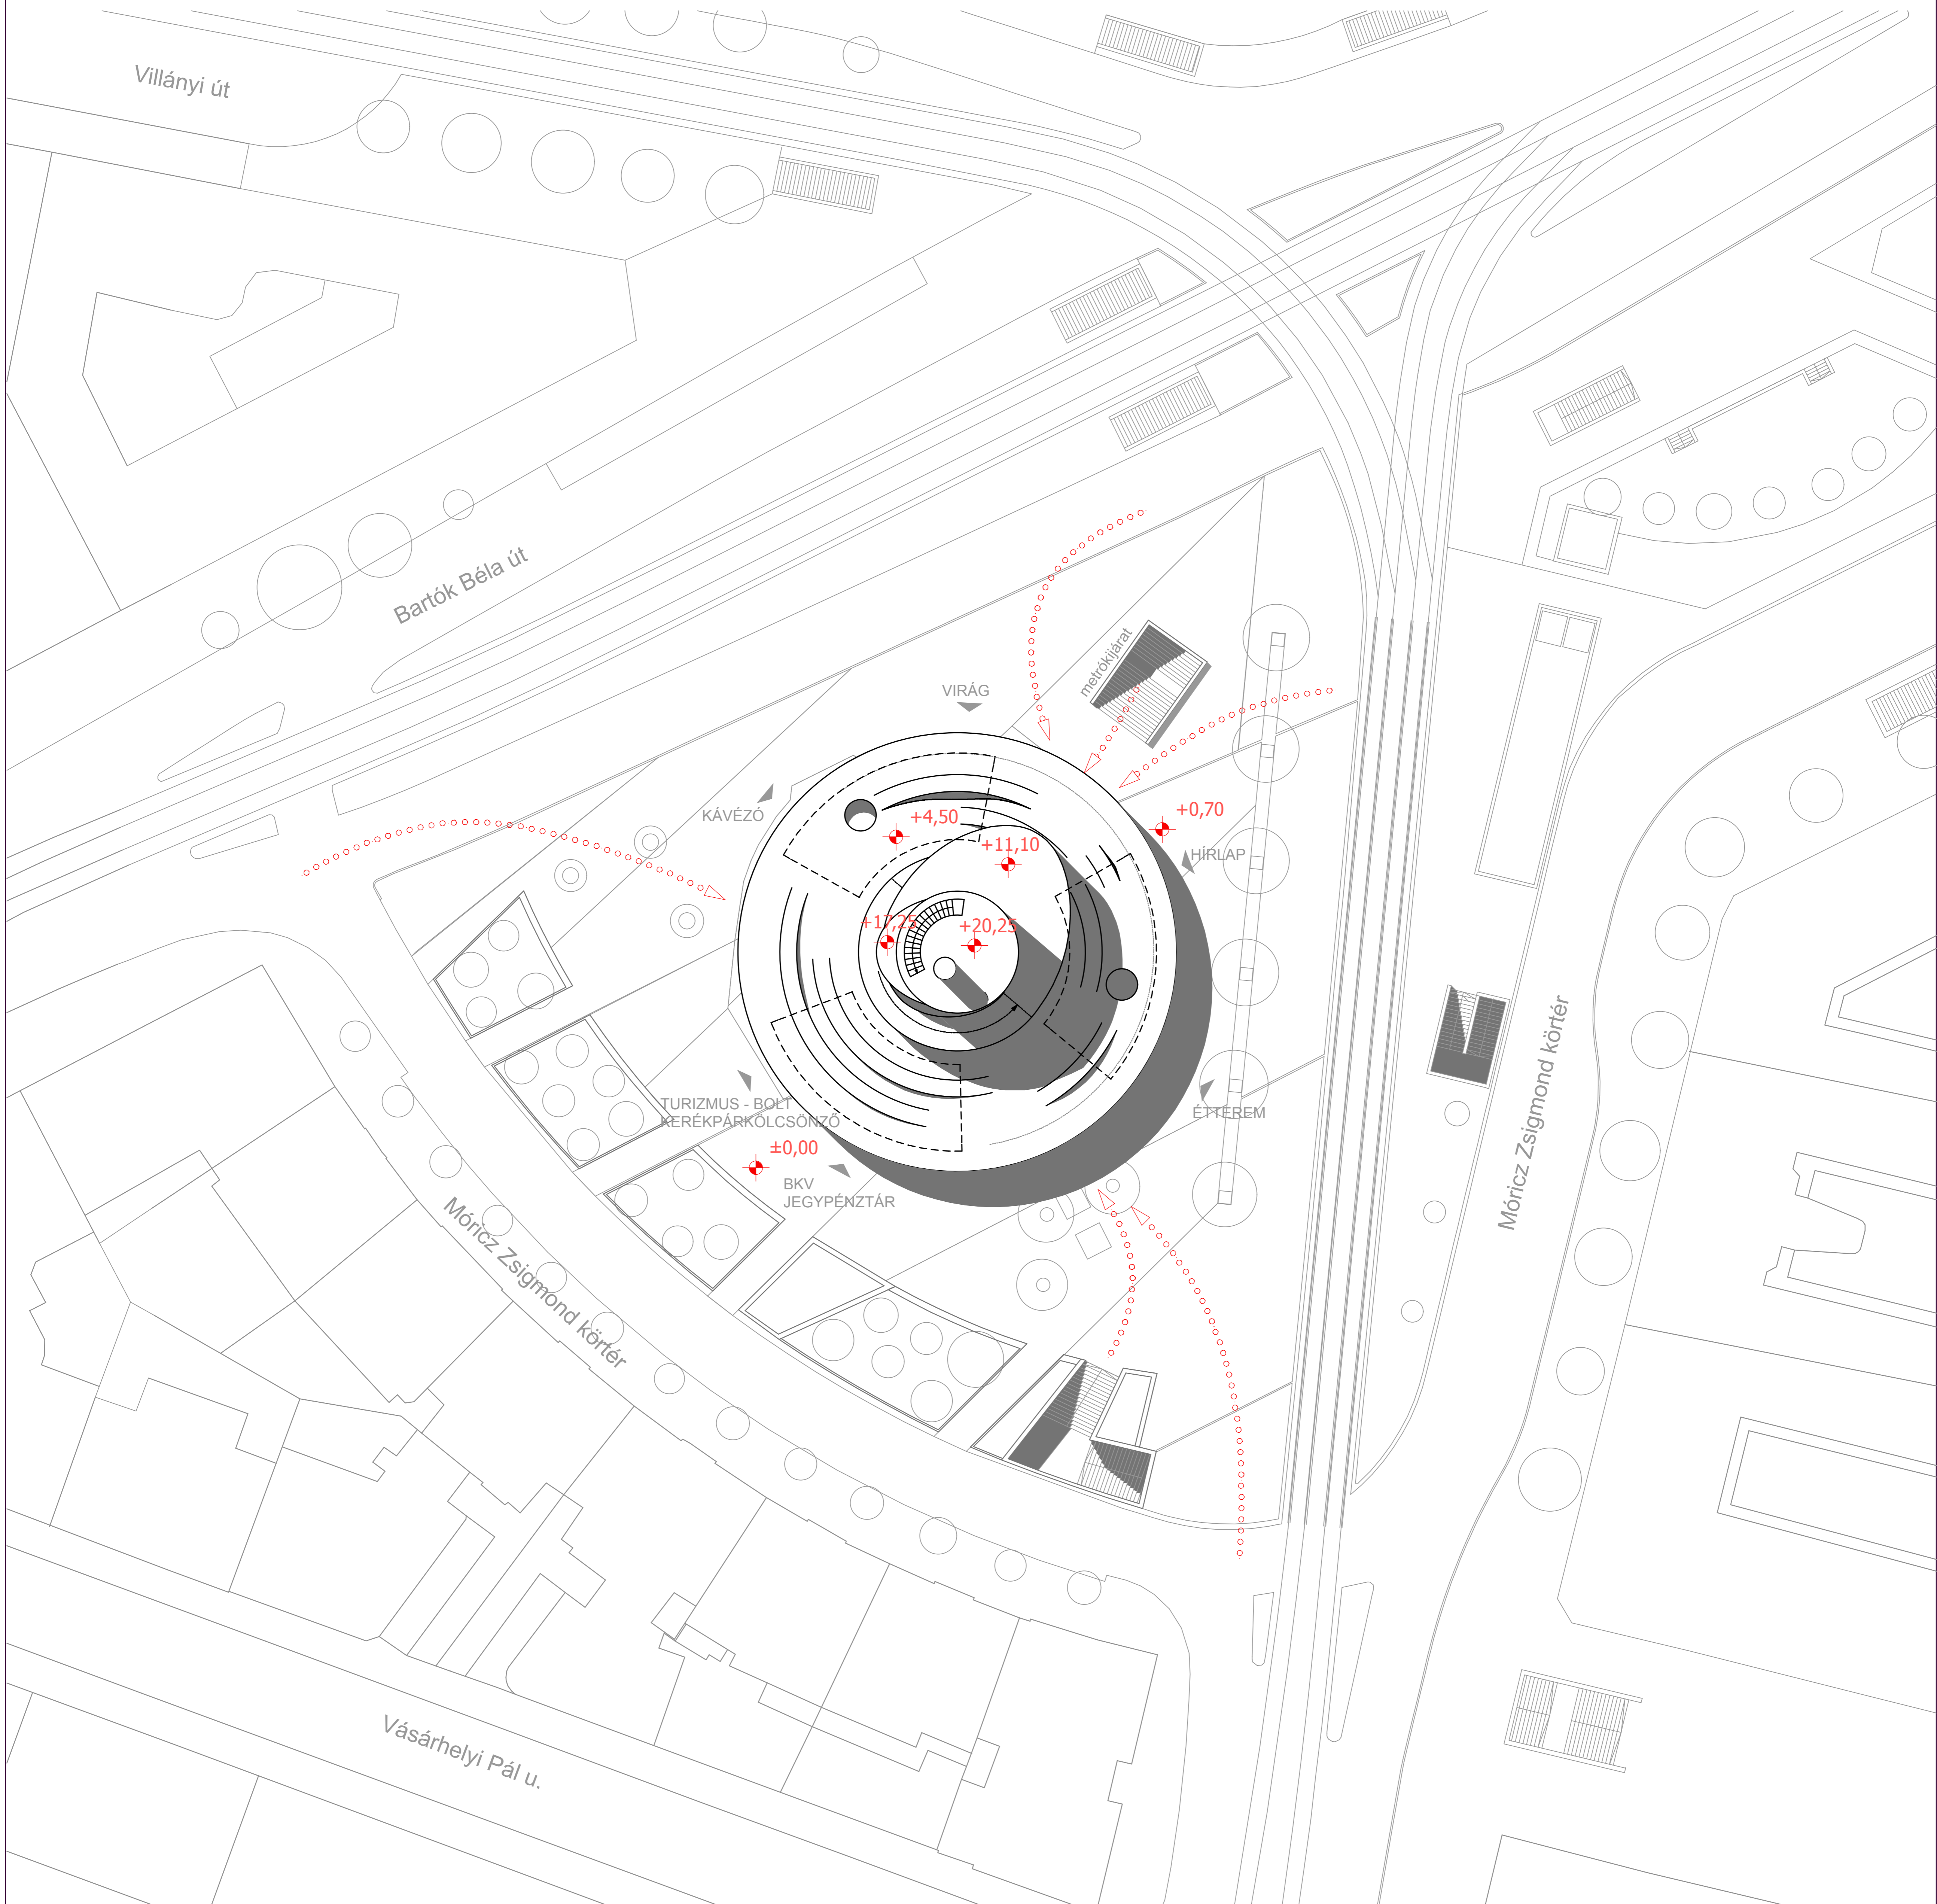 Villányi út
Bartók Béla út
metrókijárat
VIRÁG
KÁVÉZÓ
+4,50
+0,70
+11,10
HÍRLAP
+17,25
+20,25
Móricz Zsigmond körtér
TURIZMUS - BOLT
KERÉKPÁRKÖLCSÖNZŐ
ÉTTEREM
±0,00
BKV
JEGYPÉNZTÁR
Móricz Zsigmond körtér
Vásárhelyi Pál u.